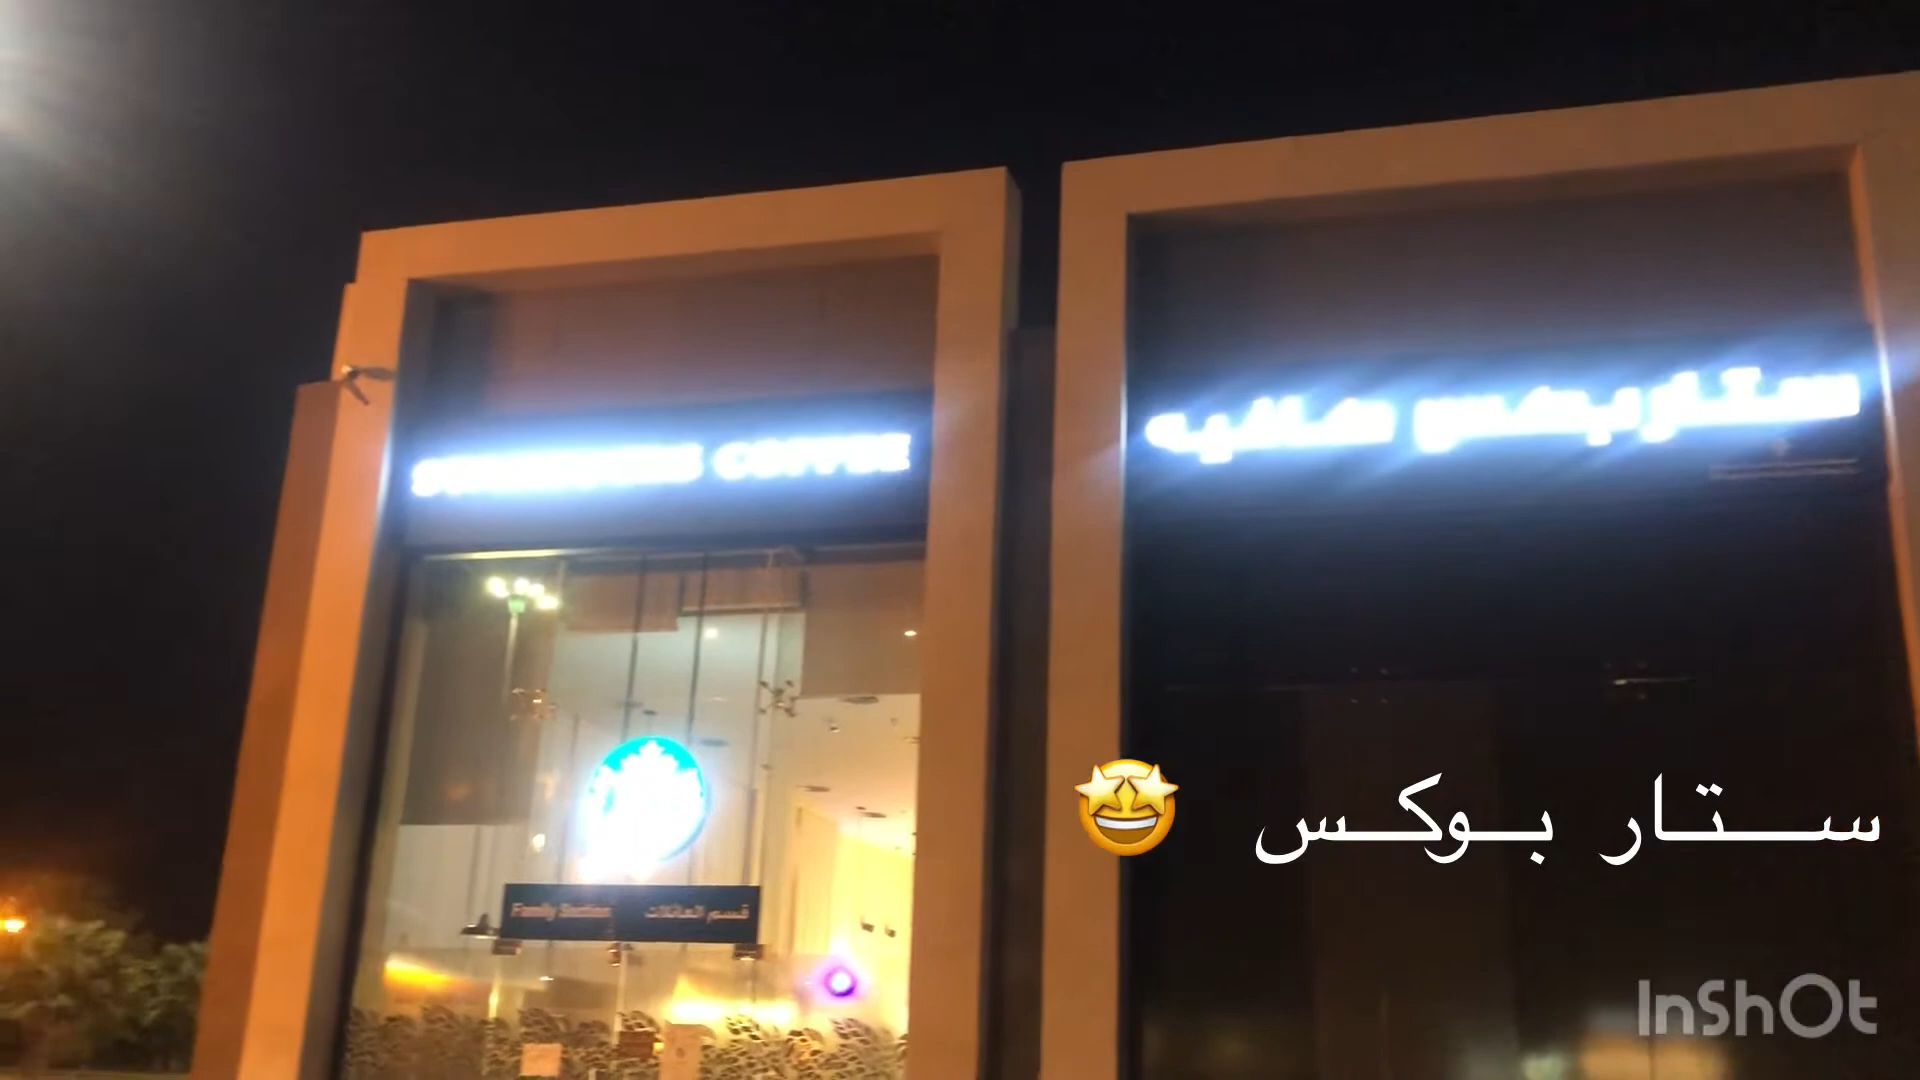 STARBUCKS COFFEE
ستاربكس كافيه
Family Section قسم العائلات
ستار بوكس 🤩
InShOt